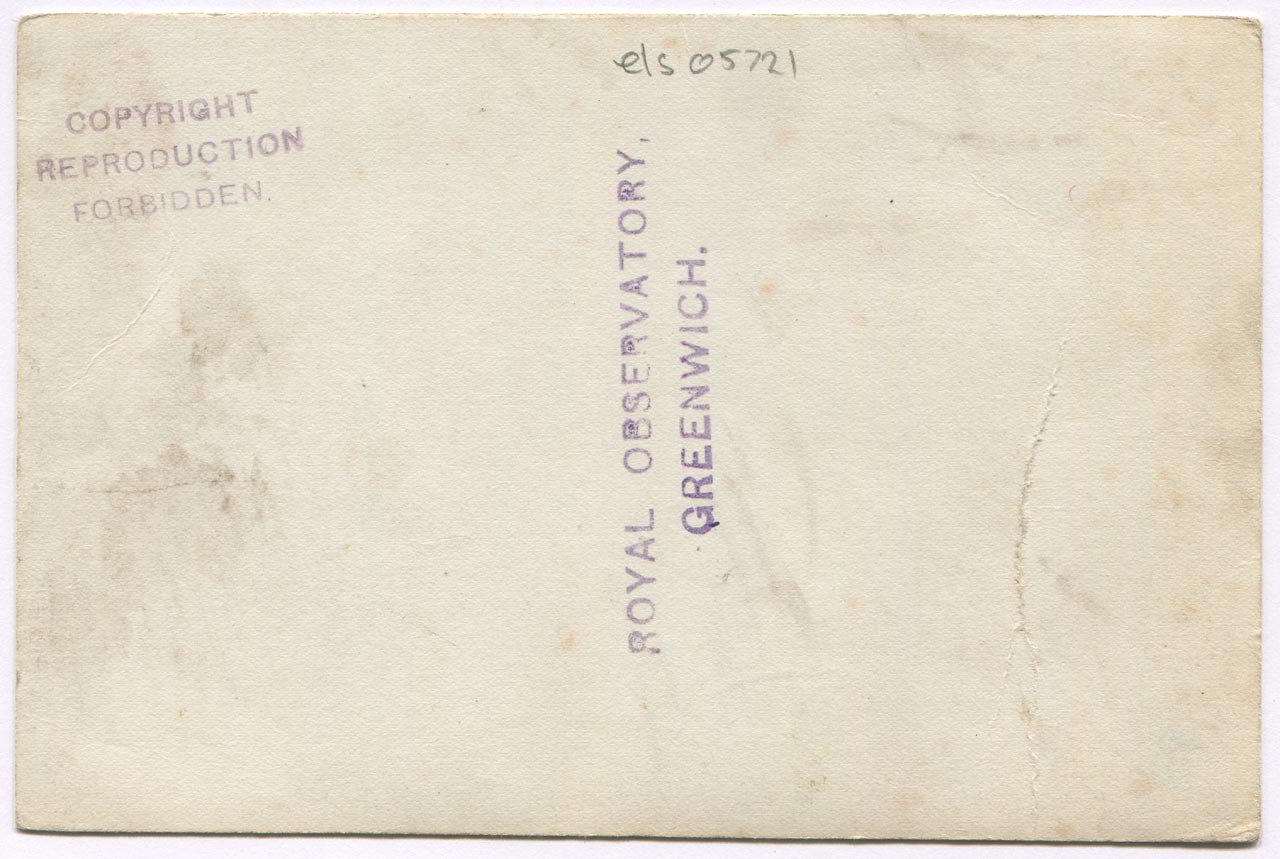 els 05721
COPYRIGHT
REPRODUCTION
FORBIDDEN.
ROYAL OBSERVATORY,
GREENWICH.